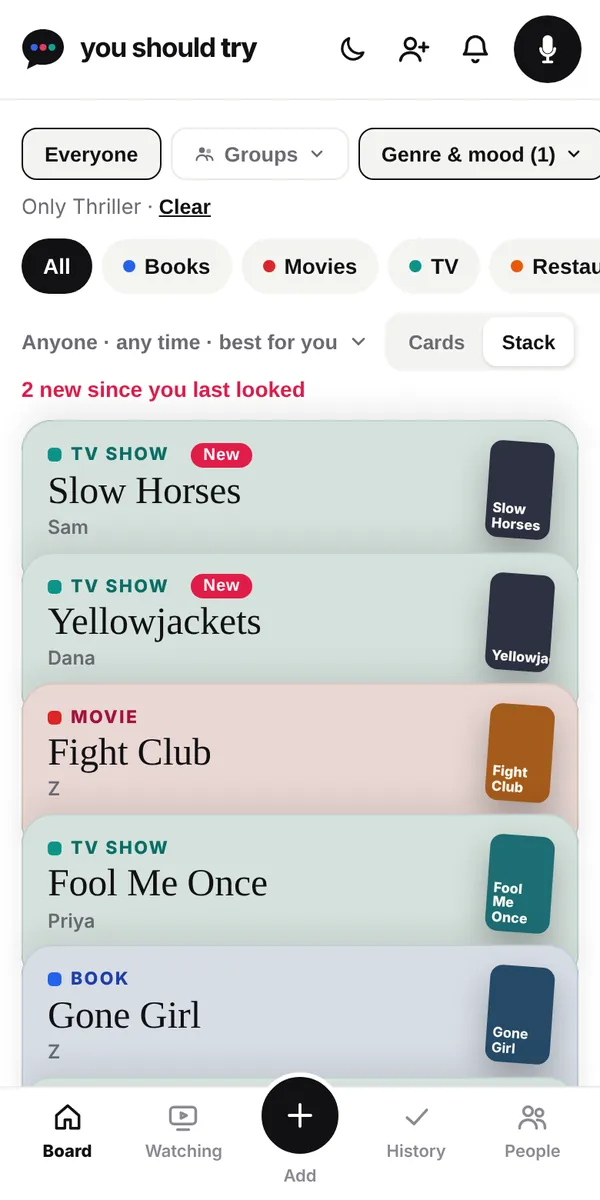 you should try
Everyone
Groups
Genre & mood (1)
Only Thriller · Clear
All
Books
Movies
TV
Restau
Anyone · any time · best for you
Cards
Stack
2 new since you last looked
TV SHOW
New
Slow Horses
Sam
Slow
Horses
TV SHOW
New
Yellowjackets
Dana
Yellowja
MOVIE
Fight Club
Z
Fight
Club
TV SHOW
Fool Me Once
Priya
Fool
Me
Once
BOOK
Gone Girl
Z
Gone
Girl
Board
Watching
Add
History
People